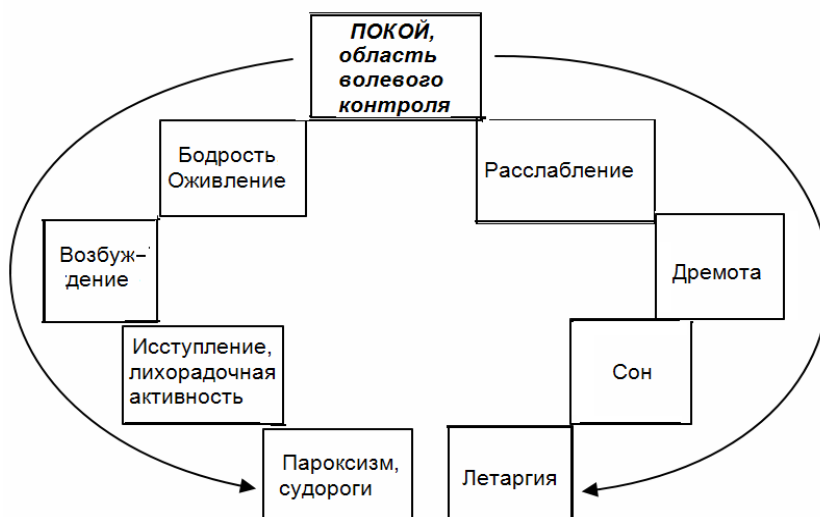 ПОКОЙ,
область
волевого
контроля
Бодрость
Оживление
Расслабление
Возбуж–
дение
Дремота
Исступление,
лихорадочная
активность
Сон
Пароксизм,
судороги
Летаргия